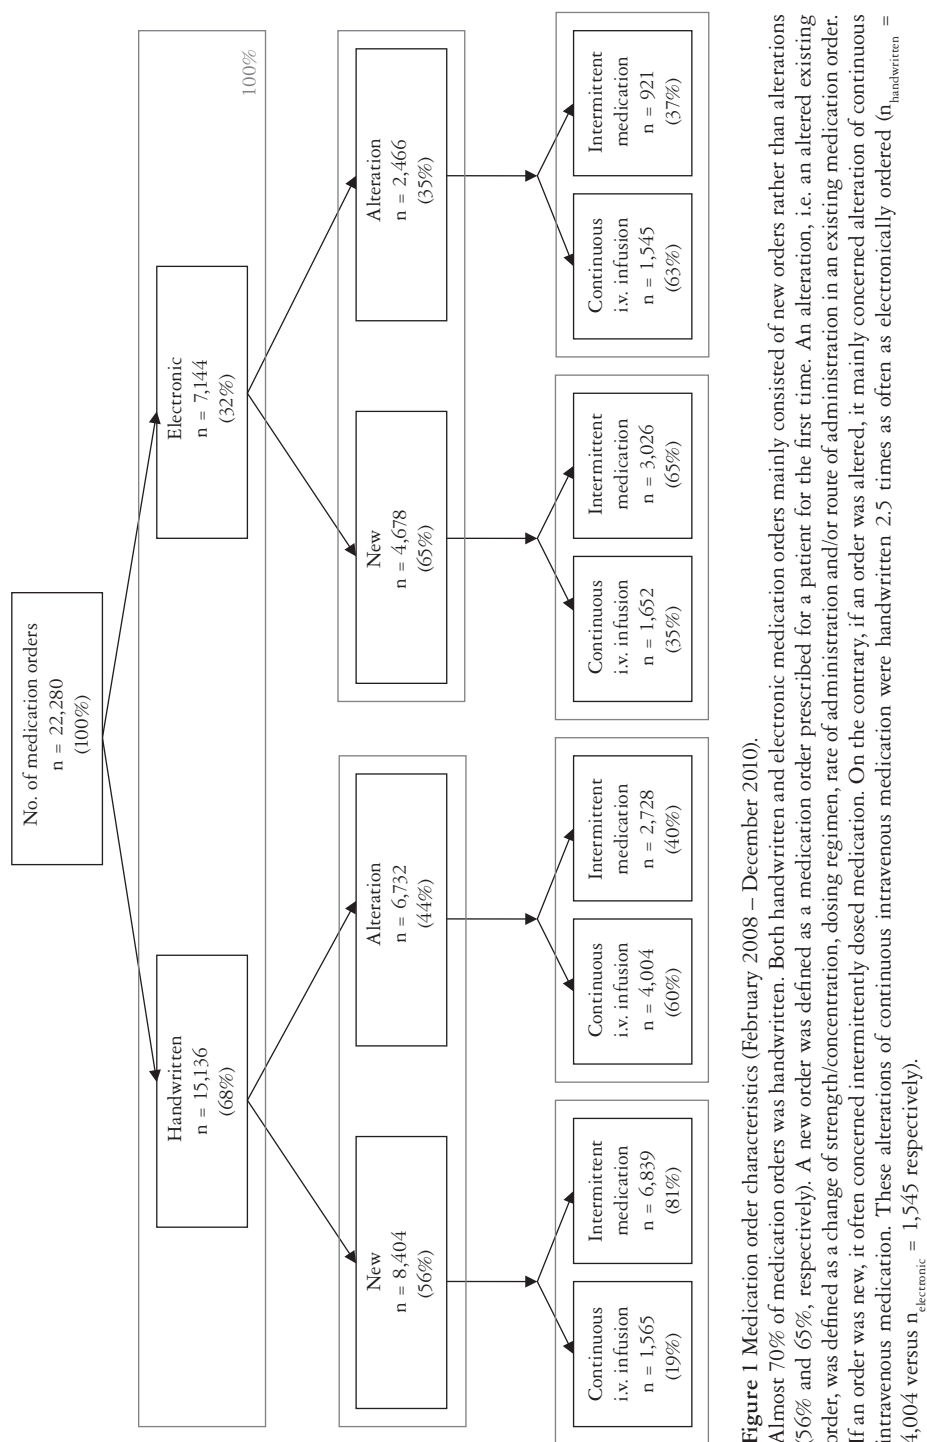 No. of medication orders
n = 22,280
(100%)
Handwritten
n = 15,136
(68%)
Electronic
n = 7,144
(32%)
100%
New
n = 8,404
(56%)
Alteration
n = 6,732
(44%)
New
n = 4,678
(65%)
Alteration
n = 2,466
(35%)
Continuous
i.v. infusion
n = 1,565
(19%)
Intermittent
medication
n = 6,839
(81%)
Continuous
i.v. infusion
n = 4,004
(60%)
Intermittent
medication
n = 2,728
(40%)
Continuous
i.v. infusion
n = 1,652
(35%)
Intermittent
medication
n = 3,026
(65%)
Continuous
i.v. infusion
n = 1,545
(63%)
Intermittent
medication
n = 921
(37%)
Figure 1 Medication order characteristics (February 2008 – December 2010).
Almost 70% of medication orders was handwritten. Both handwritten and electronic medication orders mainly consisted of new orders rather than alterations
(56% and 65%, respectively). A new order was defined as a medication order prescribed for a patient for the first time. An alteration, i.e. an altered existing
order, was defined as a change of strength/concentration, dosing regimen, rate of administration and/or route of administration in an existing medication order.
If an order was new, it often concerned intermittently dosed medication. On the contrary, if an order was altered, it mainly concerned alteration of continuous
intravenous medication. These alterations of continuous intravenous medication were handwritten 2.5 times as often as electronically ordered (n handwritten =
4,004 versus n electronic = 1,545 respectively).